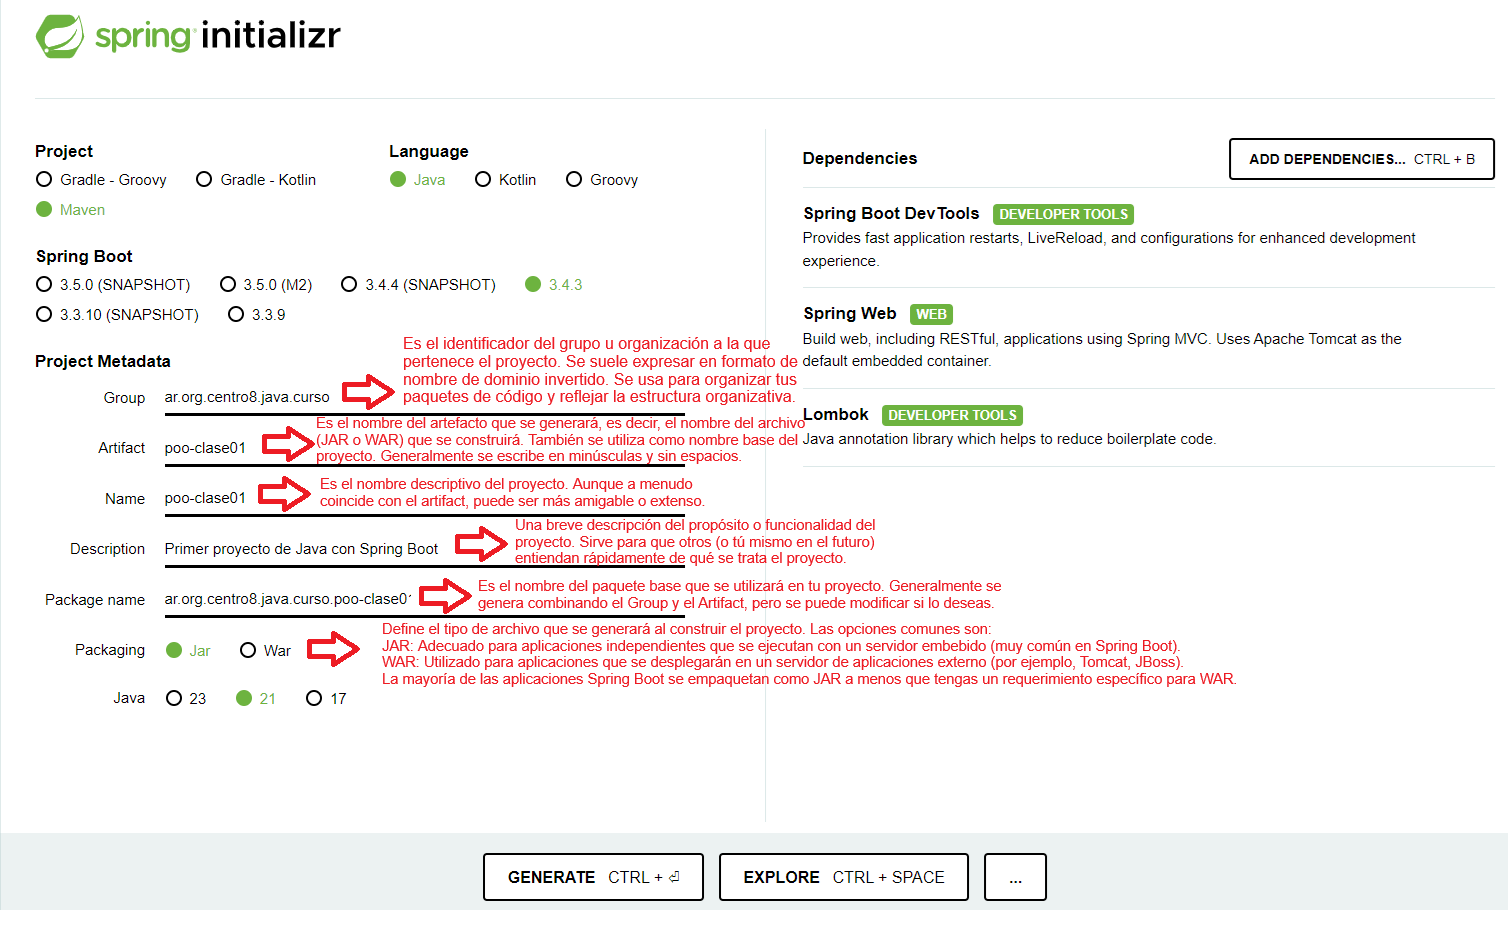 spring initializr
Project
Gradle - Groovy Gradle - Kotlin
Maven
Language
Java Kotlin Groovy
Spring Boot
3.5.0 (SNAPSHOT) 3.5.0 (M2) 3.4.4 (SNAPSHOT) 3.4.3
3.3.10 (SNAPSHOT) 3.3.9
Project Metadata
Group ar.org.centro8.java.curso
Es el identificador del grupo u organización a la que
pertenece el proyecto. Se suele expresar en formato de
nombre de dominio invertido. Se usa para organizar tus
paquetes de código y reflejar la estructura organizativa.
Artifact poo-clase01
Es el nombre del artefacto que se generará, es decir, el nombre del archivo
(JAR o WAR) que se construirá. También se utiliza como nombre base del
proyecto. Generalmente se escribe en minúsculas y sin espacios.
Name poo-clase01
Es el nombre descriptivo del proyecto. Aunque a menudo
coincide con el artifact, puede ser más amigable o extenso.
Description Primer proyecto de Java con Spring Boot
Una breve descripción del propósito o funcionalidad del
proyecto. Sirve para que otros (o tú mismo en el futuro)
entiendan rápidamente de qué se trata el proyecto.
Package name ar.org.centro8.java.curso.poo-clase01
Es el nombre del paquete base que se utilizará en tu proyecto. Generalmente se
genera combinando el Group y el Artifact, pero se puede modificar si lo deseas.
Packaging Jar War
Define el tipo de archivo que se generará al construir el proyecto. Las opciones comunes son:
JAR: Adecuado para aplicaciones independientes que se ejecutan con un servidor embebido (muy común en Spring Boot).
WAR: Utilizado para aplicaciones que se desplegarán en un servidor de aplicaciones externo (por ejemplo, Tomcat, JBoss).
La mayoría de las aplicaciones Spring Boot se empaquetan como JAR a menos que tengas un requerimiento específico para WAR.
Java 23 21 17
Dependencies
ADD DEPENDENCIES... CTRL + B
Spring Boot DevTools DEVELOPER TOOLS
Provides fast application restarts, LiveReload, and configurations for enhanced development
experience.
Spring Web WEB
Build web, including RESTful, applications using Spring MVC. Uses Apache Tomcat as the
default embedded container.
Lombok DEVELOPER TOOLS
Java annotation library which helps to reduce boilerplate code.
GENERATE CTRL + ⏎
EXPLORE CTRL + SPACE
...